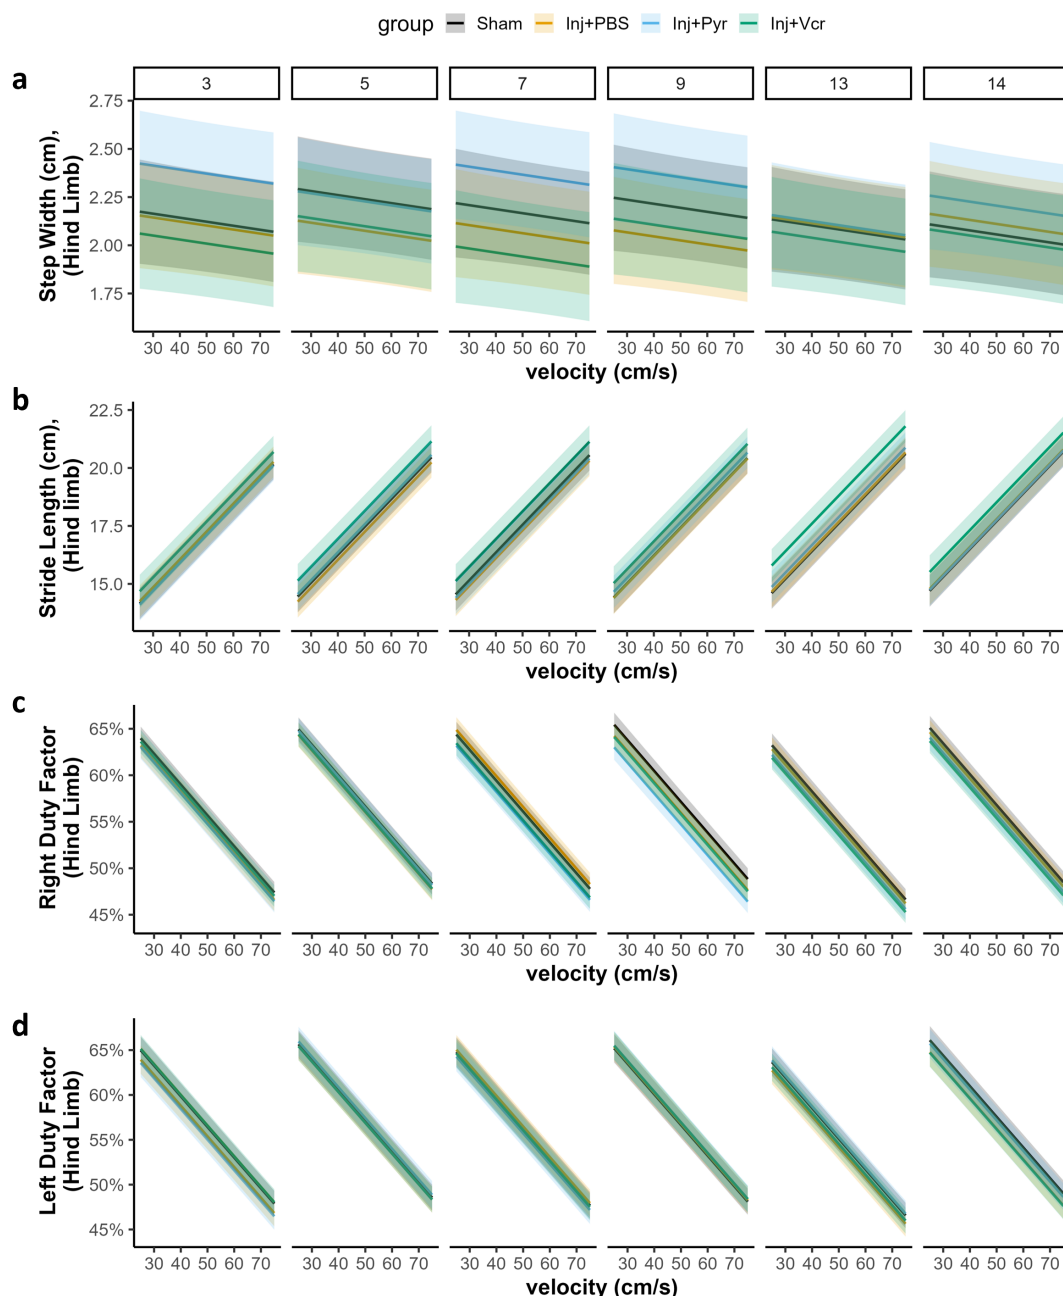 group Sham Inj+PBS Inj+Pyr Inj+Vcr
a
3 5 7 9 13 14
Step Width (cm),
(Hind Limb)
2.75
2.50
2.25
2.00
1.75
30 40 50 60 70 30 40 50 60 70 30 40 50 60 70 30 40 50 60 70 30 40 50 60 70 30 40 50 60 70
velocity (cm/s)
b
Stride Length (cm),
(Hind limb)
22.5
20.0
17.5
15.0
30 40 50 60 70 30 40 50 60 70 30 40 50 60 70 30 40 50 60 70 30 40 50 60 70 30 40 50 60 70
velocity (cm/s)
c
Right Duty Factor
(Hind Limb)
65%
60%
55%
50%
45%
30 40 50 60 70 30 40 50 60 70 30 40 50 60 70 30 40 50 60 70 30 40 50 60 70 30 40 50 60 70
velocity (cm/s)
d
Left Duty Factor
(Hind Limb)
65%
60%
55%
50%
45%
30 40 50 60 70 30 40 50 60 70 30 40 50 60 70 30 40 50 60 70 30 40 50 60 70 30 40 50 60 70
velocity (cm/s)